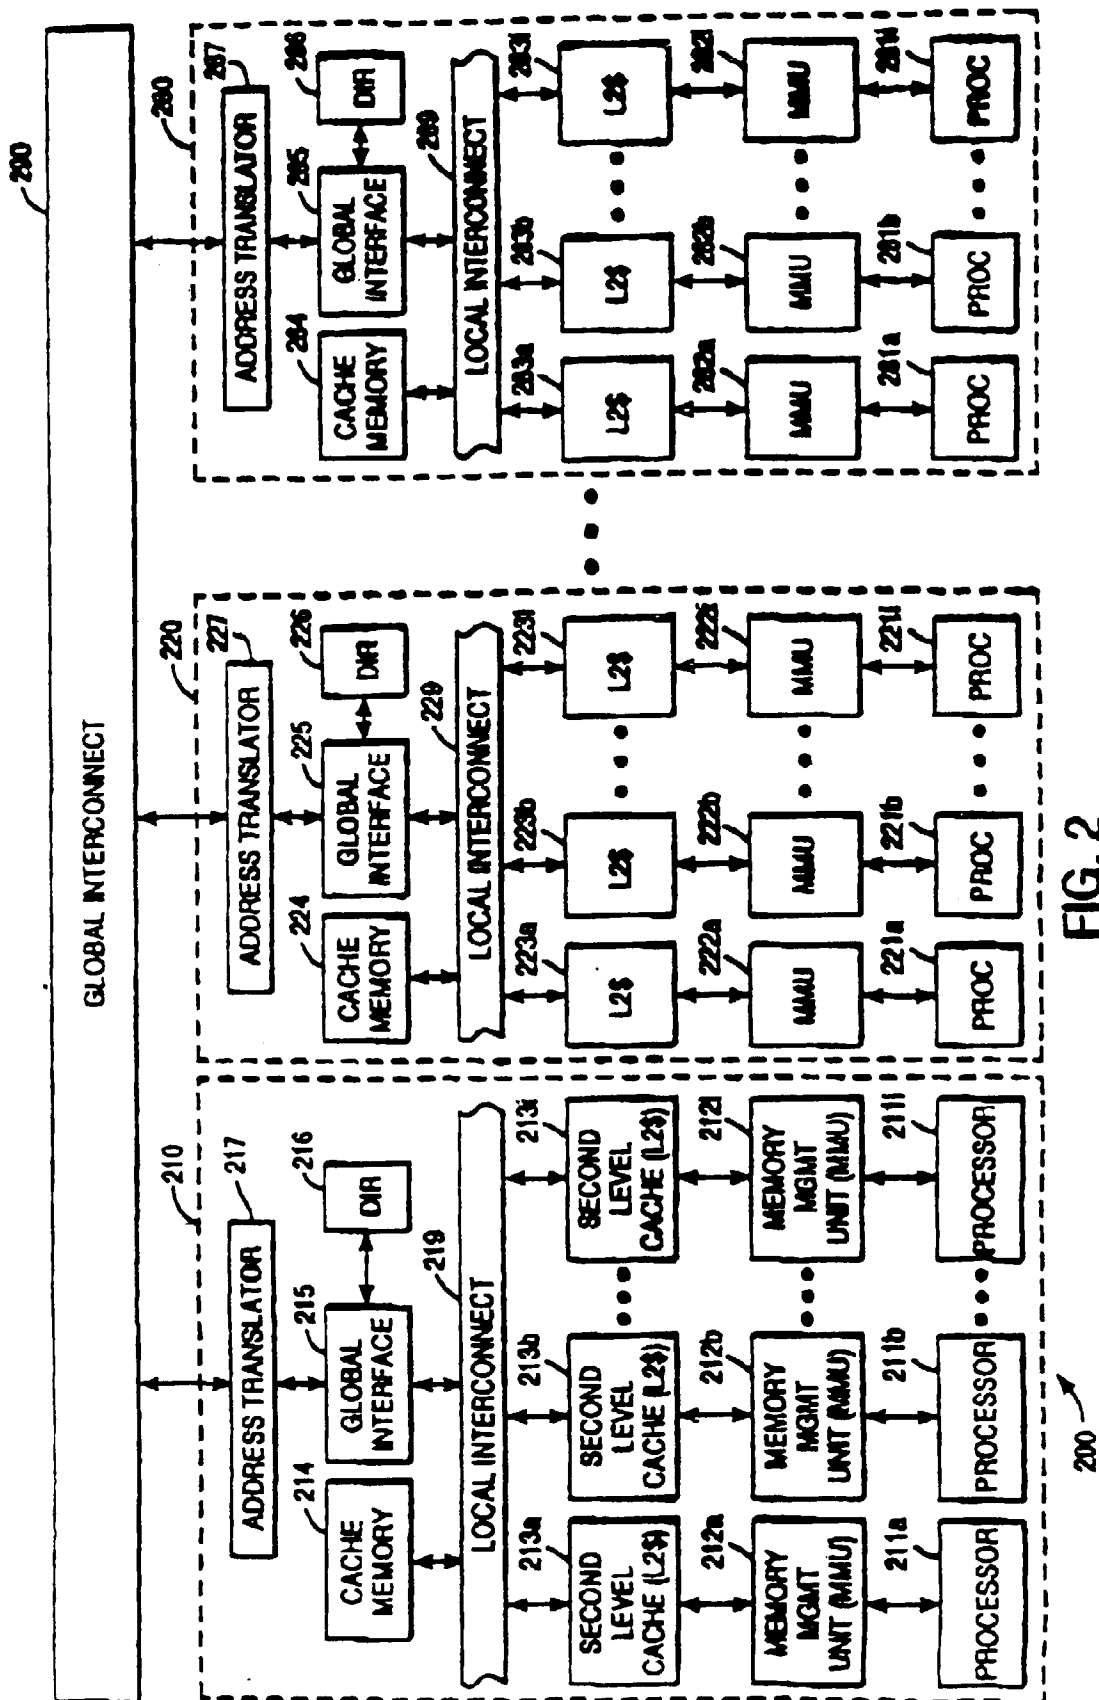 290
GLOBAL INTERCONNECT
210
217
ADDRESS TRANSLATOR
214
215
216
CACHE
MEMORY
GLOBAL
INTERFACE
DIR
219
LOCAL INTERCONNECT
213a
213b
213i
SECOND
LEVEL
CACHE (L2$)
SECOND
LEVEL
CACHE (L2$)
SECOND
LEVEL
CACHE (L2$)
212a
212b
212i
MEMORY
MGMT
UNIT (MMU)
MEMORY
MGMT
UNIT (MMU)
MEMORY
MGMT
UNIT (MMU)
211a
211b
211i
PROCESSOR
PROCESSOR
PROCESSOR
220
227
ADDRESS TRANSLATOR
224
225
226
CACHE
MEMORY
GLOBAL
INTERFACE
DIR
229
LOCAL INTERCONNECT
223a
223b
223i
L2$
L2$
L2$
222a
222b
222i
MMU
MMU
MMU
221a
221b
221i
PROC
PROC
PROC
280
287
ADDRESS TRANSLATOR
284
285
286
CACHE
MEMORY
GLOBAL
INTERFACE
DIR
289
LOCAL INTERCONNECT
283a
283b
283i
L2$
L2$
L2$
282a
282b
282i
MMU
MMU
MMU
281a
281b
281i
PROC
PROC
PROC
200
FIG. 2